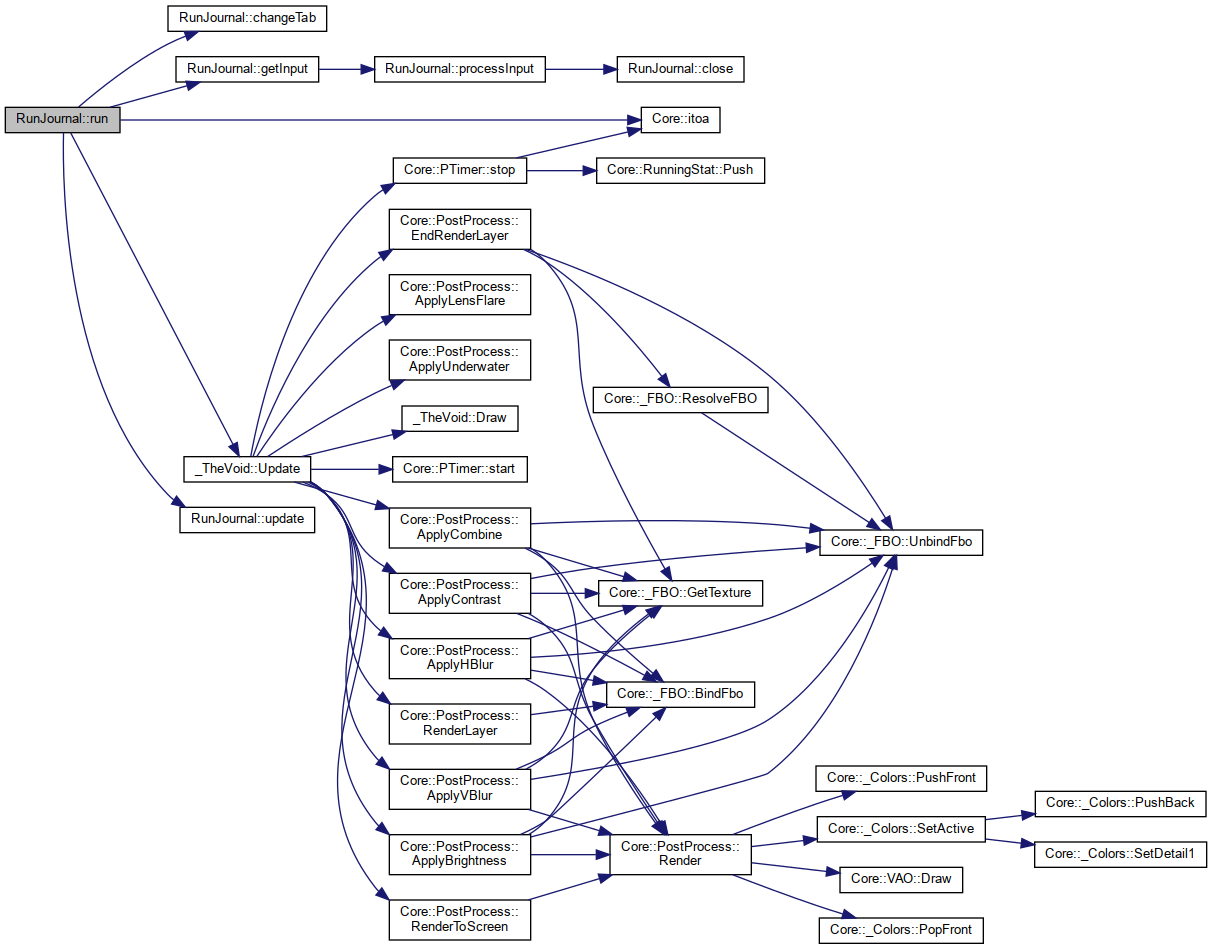 RunJournal::changeTab
RunJournal::getInput
RunJournal::processInput
RunJournal::close
RunJournal::run
Core::itoa
Core::PTimer::stop
Core::RunningStat::Push
Core::PostProcess::
EndRenderLayer
Core::PostProcess::
ApplyLensFlare
Core::PostProcess::
ApplyUnderwater
Core::_FBO::ResolveFBO
_TheVoid::Draw
_TheVoid::Update
Core::PTimer::start
RunJournal::update
Core::PostProcess::
ApplyCombine
Core::_FBO::UnbindFbo
Core::PostProcess::
ApplyContrast
Core::_FBO::GetTexture
Core::PostProcess::
ApplyHBlur
Core::_FBO::BindFbo
Core::PostProcess::
RenderLayer
Core::PostProcess::
ApplyVBlur
Core::_Colors::PushFront
Core::_Colors::PushBack
Core::_Colors::SetActive
Core::PostProcess::
ApplyBrightness
Core::PostProcess::
Render
Core::_Colors::SetDetail1
Core::VAO::Draw
Core::PostProcess::
RenderToScreen
Core::_Colors::PopFront